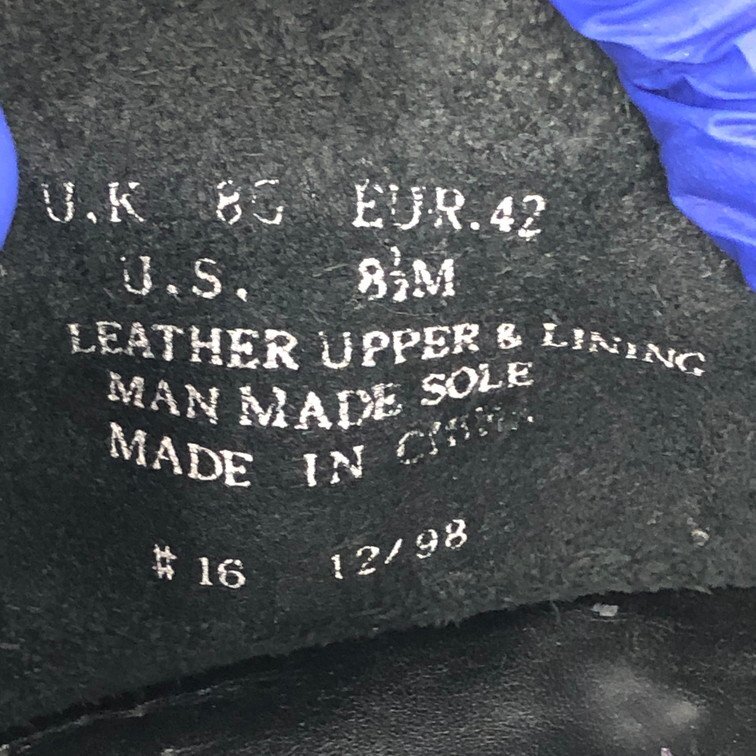 U.K 8G EUR.42
U.S. 8½M
LEATHER UPPER & LINING
MAN MADE SOLE
MADE IN CHINA
# 16 12/98